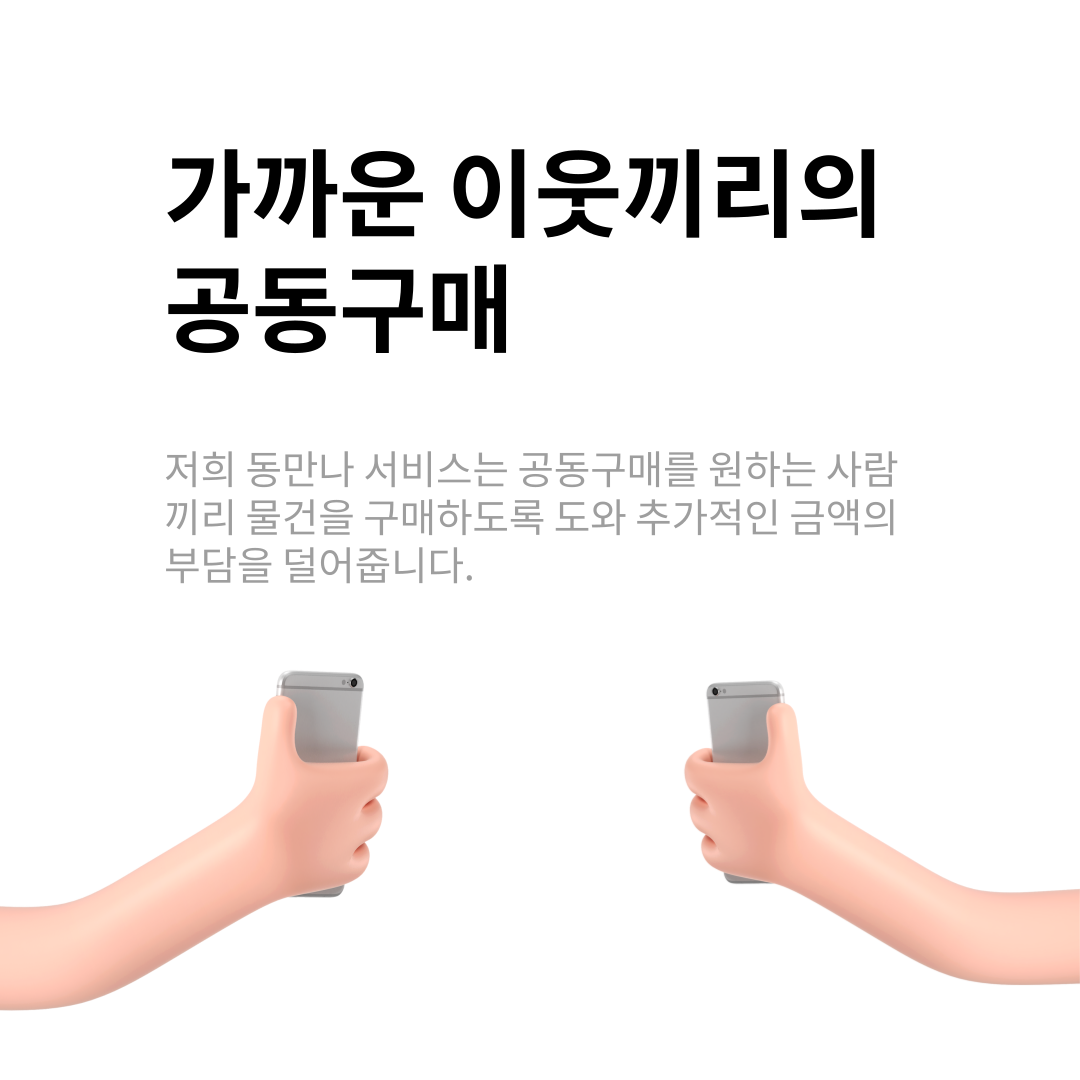 가까운 이웃끼리의
공동구매
저희 동만나 서비스는 공동구매를 원하는 사람
끼리 물건을 구매하도록 도와 추가적인 금액의
부담을 덜어줍니다.